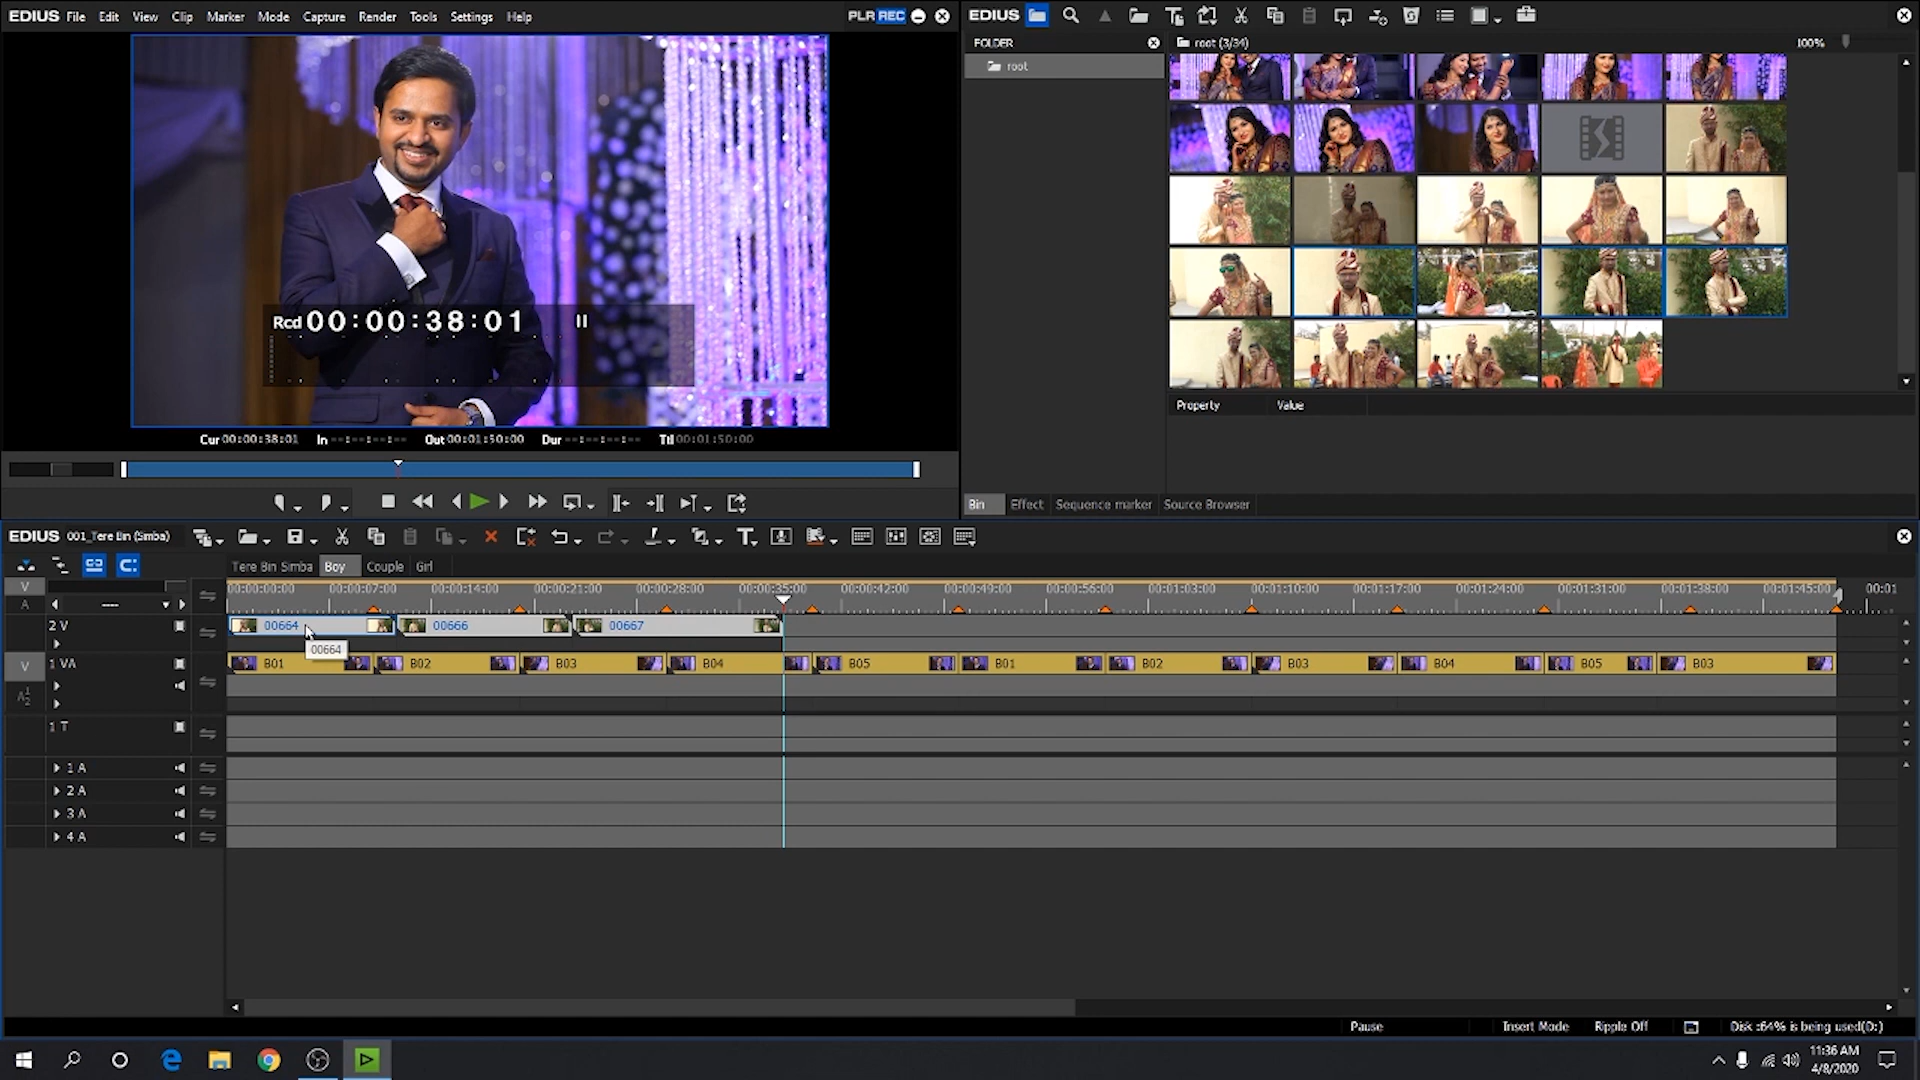 EDIUS File Edit View Clip Marker Mode Capture Render Tools Settings Help
PLR REC
EDIUS
FOLDER
root (3/34)
100%
root
Rcd 00:00:38:01
Cur 00:00:38:01 In --:--:--:-- Out 00:01:50:00 Dur --:--:--:-- Ttl 00:01:50:00
Property Value
Bin Effect Sequence marker Source Browser
EDIUS 001_Tere Bin (Simba)
Tere Bin Simba Boy Couple Girl
V
A
00:00:00:00 00:00:07:00 00:00:14:00 00:00:21:00 00:00:28:00 00:00:35:00 00:00:42:00 00:00:49:00 00:00:56:00 00:01:03:00 00:01:10:00 00:01:17:00 00:01:24:00 00:01:31:00 00:01:38:00 00:01:45:00 00:01
2 V 00664 00666 00667
00664
V 1 VA B01 B02 B03 B04 B05 B01 B02 B03 B04 B05 B03
A 1 2
1 T
1 A
2 A
3 A
4 A
Pause Insert Mode Ripple Off Disk :64% is being used(D:)
11:36 AM
4/8/2020